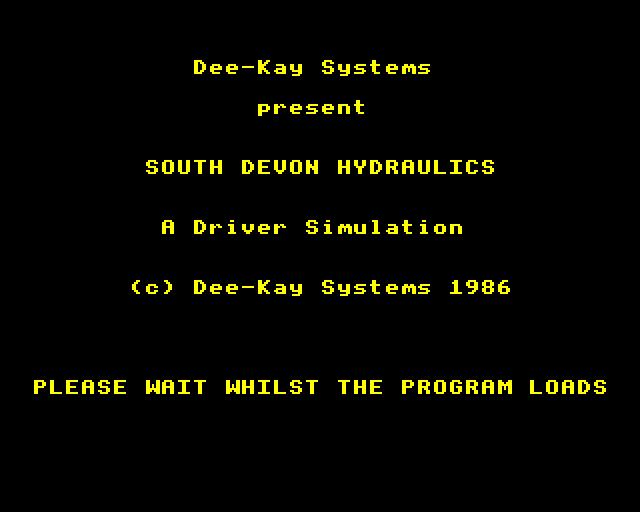 Dee-Kay Systems
present
SOUTH DEVON HYDRAULICS
A Driver Simulation
(c) Dee-Kay Systems 1986
PLEASE WAIT WHILST THE PROGRAM LOADS